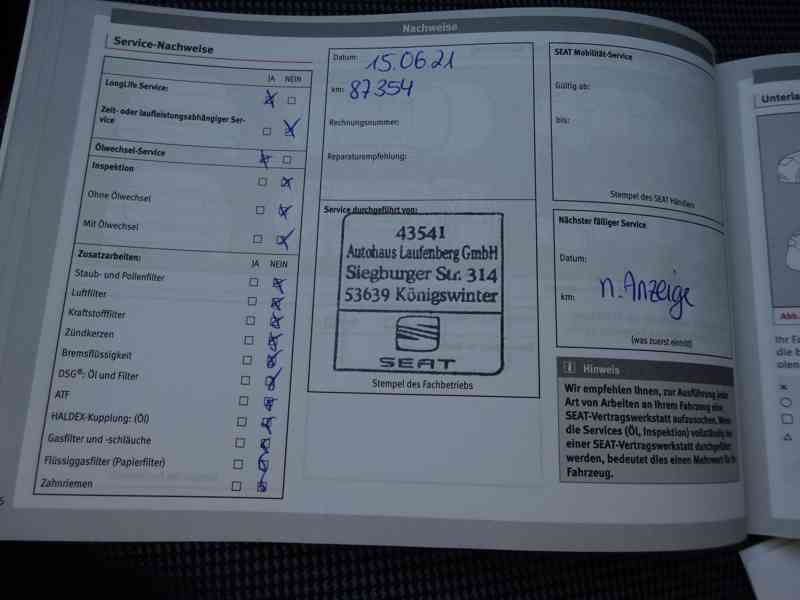 Nachweise
Service-Nachweise
JA NEIN
LongLife Service:
Zeit- oder laufleistungsabhängiger Ser-
vice
Ölwechsel-Service
Inspektion
Ohne Ölwechsel
Mit Ölwechsel
Zusatzarbeiten:
JA NEIN
Staub- und Pollenfilter
Luftfilter
Kraftstofffilter
Zündkerzen
Bremsflüssigkeit
DSG®: Öl und Filter
ATF
HALDEX-Kupplung: (Öl)
Gasfilter und -schläuche
Flüssiggasfilter (Papierfilter)
Zahnriemen
Datum: 15.06.21
km: 87354
Rechnungsnummer:
Reparaturempfehlung:
Service durchgeführt von:
43541
Autohaus Laufenberg GmbH
Siegburger Str. 314
53639 Königswinter
SEAT
Stempel des Fachbetriebs
SEAT Mobilität-Service
Gültig ab:
bis:
Stempel des SEAT Händlers
Nächster fälliger Service
Datum:
km: n. Anzeige
(was zuerst eintritt)
Hinweis
Wir empfehlen Ihnen, zur Ausführung jeder
Art von Arbeiten an Ihrem Fahrzeug eine
SEAT-Vertragswerkstatt aufzusuchen. Wenn
die Services (Öl, Inspektion) vollständig bei
einer SEAT-Vertragswerkstatt durchgeführt
werden, bedeutet dies einen Mehrwert für Ihr
Fahrzeug.
Abb.
die b